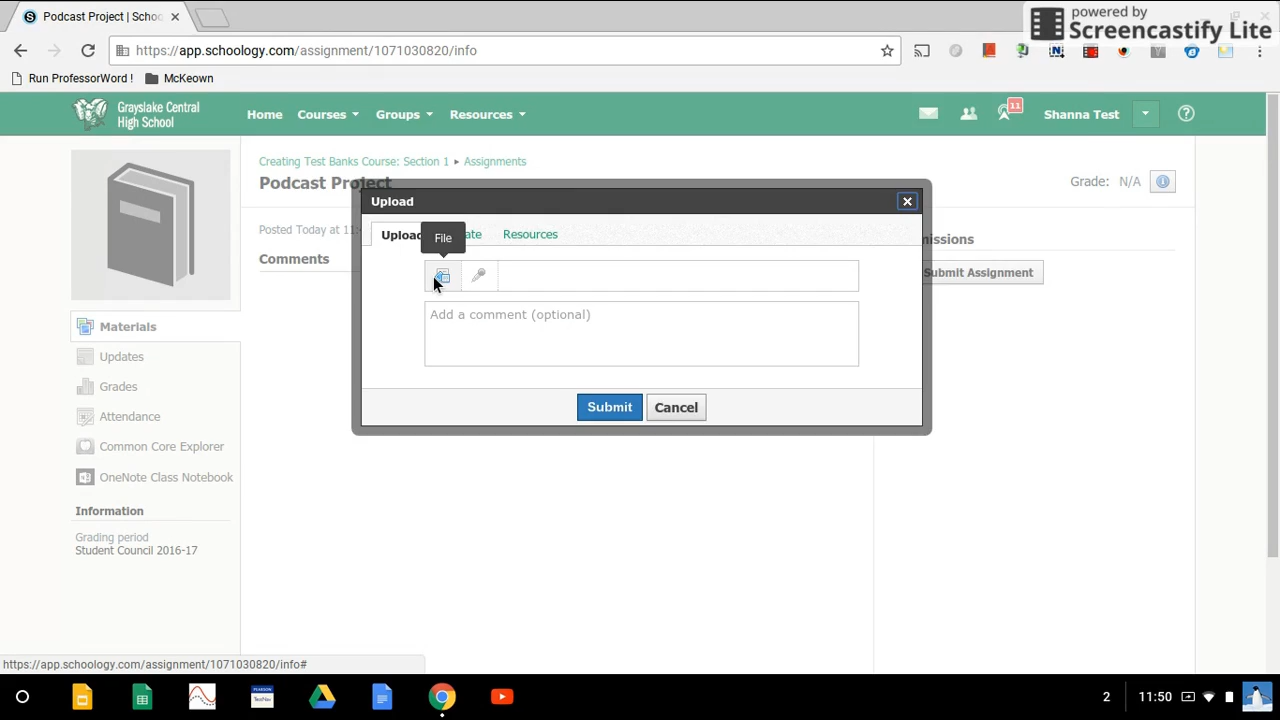 Podcast Project | Schoo
powered by
Screencastify Lite
https://app.schoology.com/assignment/1071030820/info
Run ProfessorWord !
McKeown
Grayslake Central
High School
Home
Courses
Groups
Resources
11
Shanna Test
Creating Test Banks Course: Section 1 ▸ Assignments
Podcast Project
Grade: N/A
Posted Today at 11:
Comments
Materials
Updates
Grades
Attendance
Common Core Explorer
OneNote Class Notebook
Information
Grading period
Student Council 2016-17
Upload
Upload
File
Resources
Add a comment (optional)
Submit
Cancel
Submit Assignment
https://app.schoology.com/assignment/1071030820/info#
2
11:50